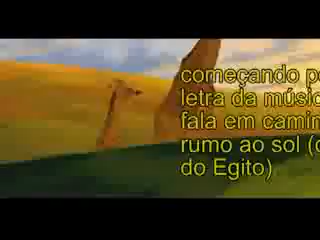 começando
letra da
fala em
rumo ao sol
do Egito)